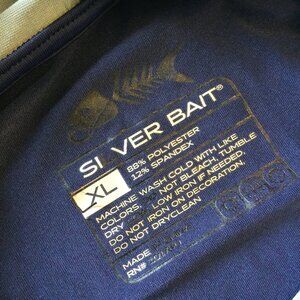 SI VER BAIT®
XL
88% POLYESTER
12% SPANDEX
MACHINE WASH COLD WITH LIKE
COLORS. DO NOT BLEACH. TUMBLE
DRY LOW. LOW IRON IF NEEDED.
DO NOT IRON ON DECORATION.
DO NOT DRYCLEAN
MADE
RN#